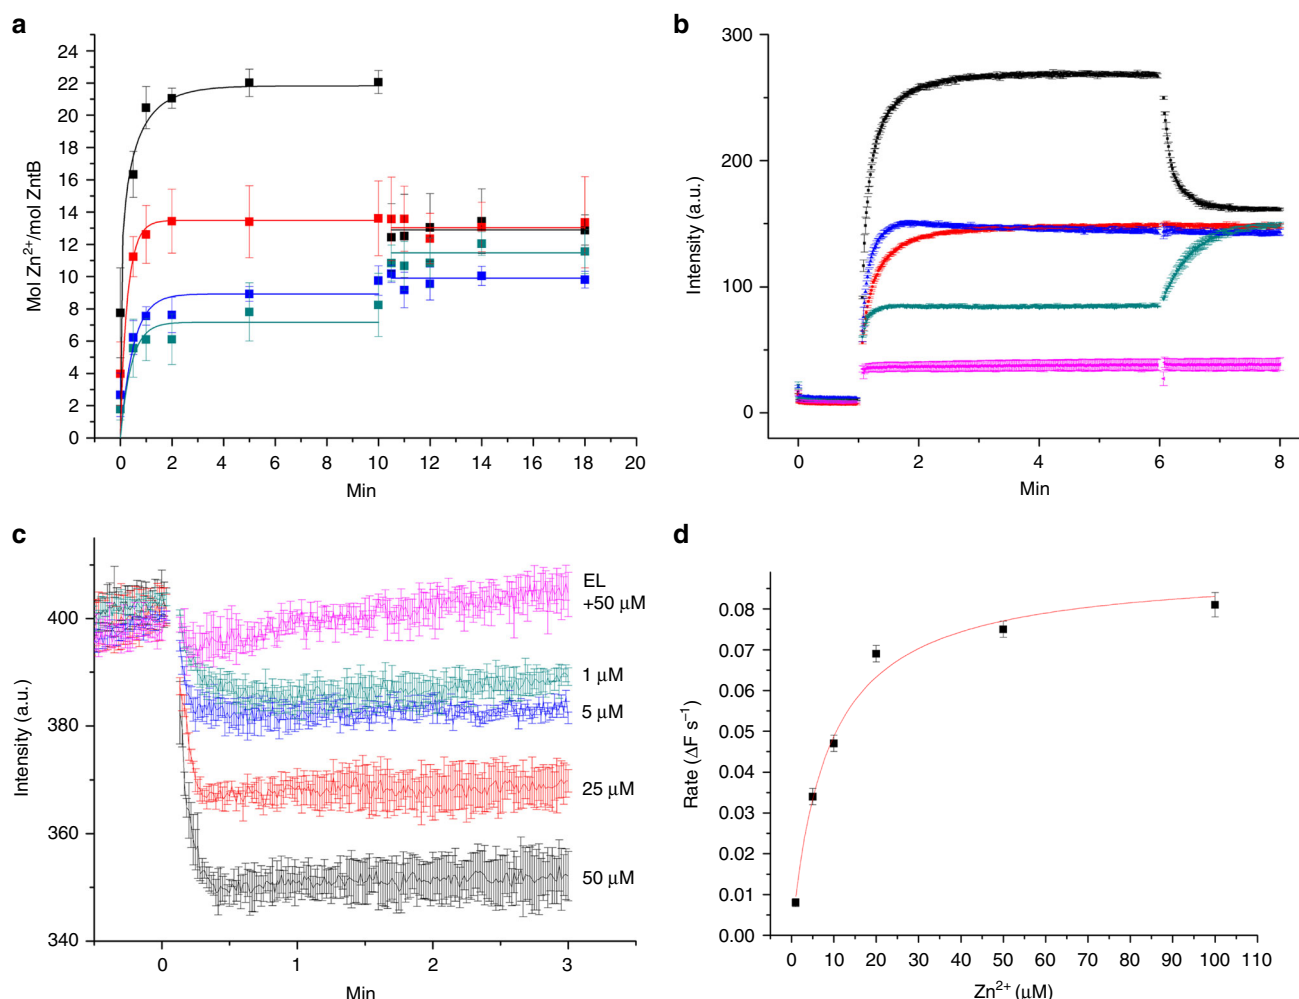 a
24
22
20
18
16
14
12
10
8
6
4
2
0
Mol Zn²⁺/mol ZntB
0 2 4 6 8 10 12 14 16 18 20
Min
b
300
200
100
0
Intensity (a.u.)
0 2 4 6 8
Min
c
400
380
360
340
Intensity (a.u.)
EL
+50 μM
1 μM
5 μM
25 μM
50 μM
0 1 2 3
Min
d
0.08
0.07
0.06
0.05
0.04
0.03
0.02
0.01
0.00
Rate (ΔF s⁻¹)
0 10 20 30 40 50 60 70 80 90 100 110
Zn²⁺ (μM)